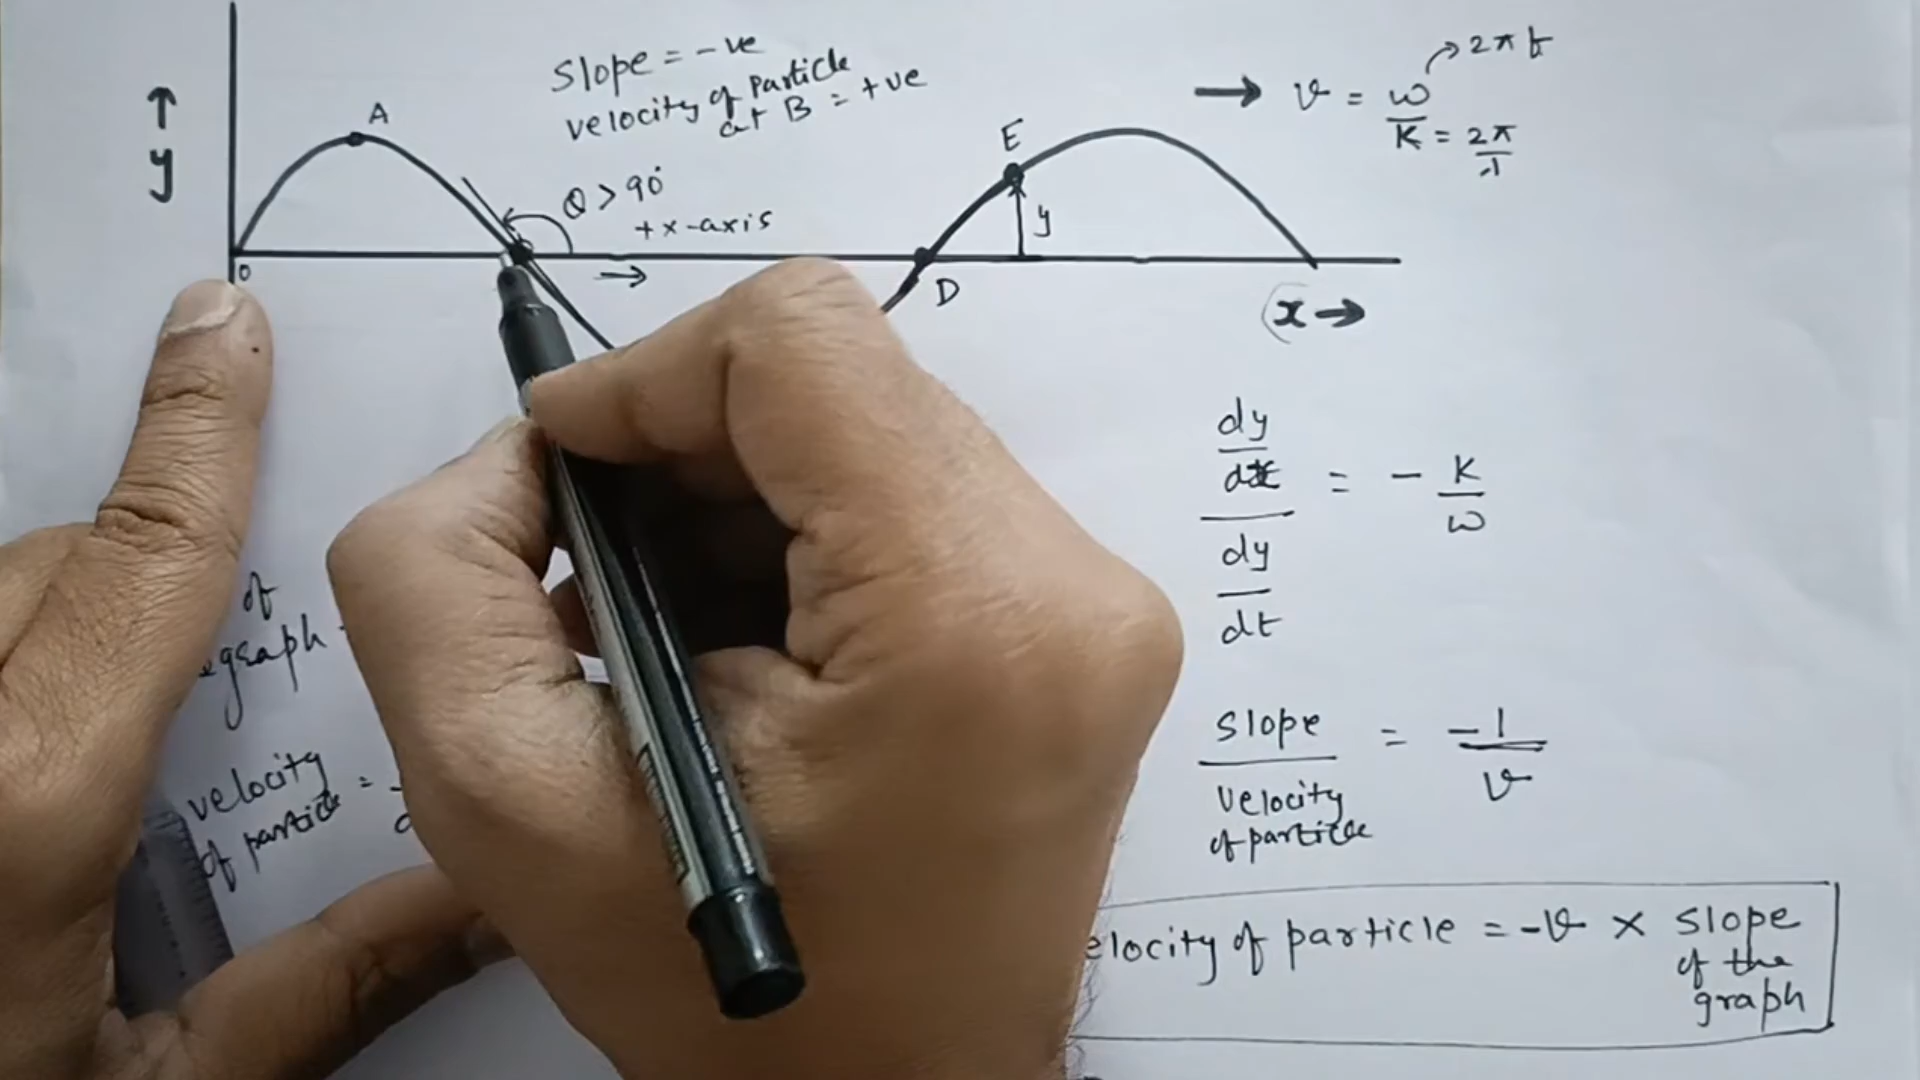 Slope = -ve
velocity of particle
at B = +ve
→ v = ω → 2πf
K = 2π
λ
↑
y
A
θ > 90°
+x-axis
→
E
y
O
D
x →
dy
dx
= - K
ω
dy
dt
of
graph
velocity
of particle = -
slope = -1
velocity v
of particle
elocity of particle = -v × slope
of the
graph